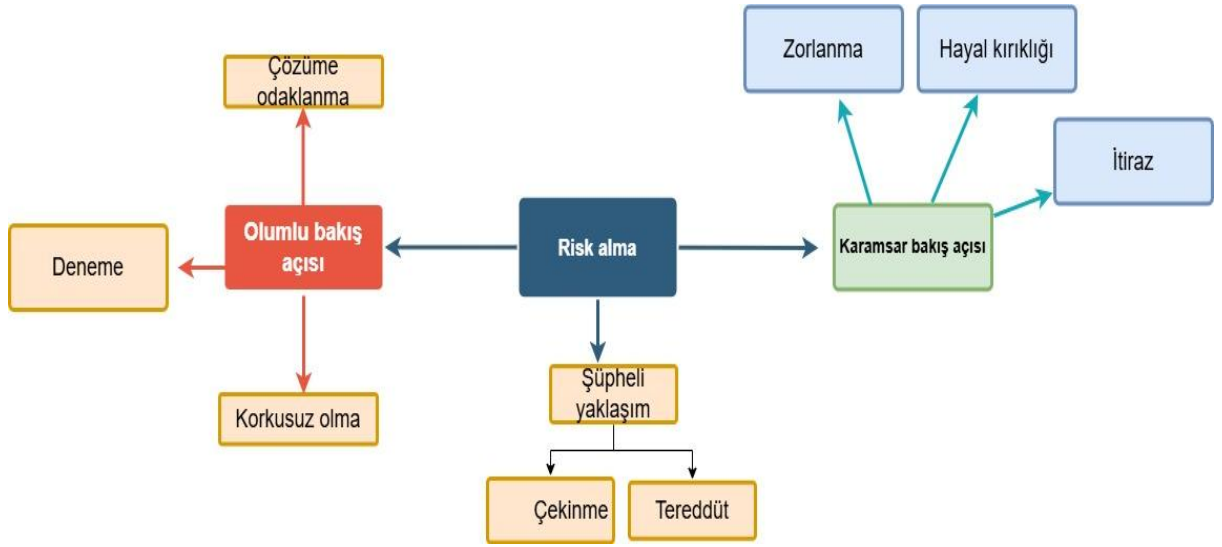 Çözüme
odaklanma
Zorlanma
Hayal kırıklığı
İtiraz
Olumlu bakış
açısı
Risk alma
Karamsar bakış açısı
Deneme
Korkusuz olma
Şüpheli
yaklaşım
Çekinme
Tereddüt